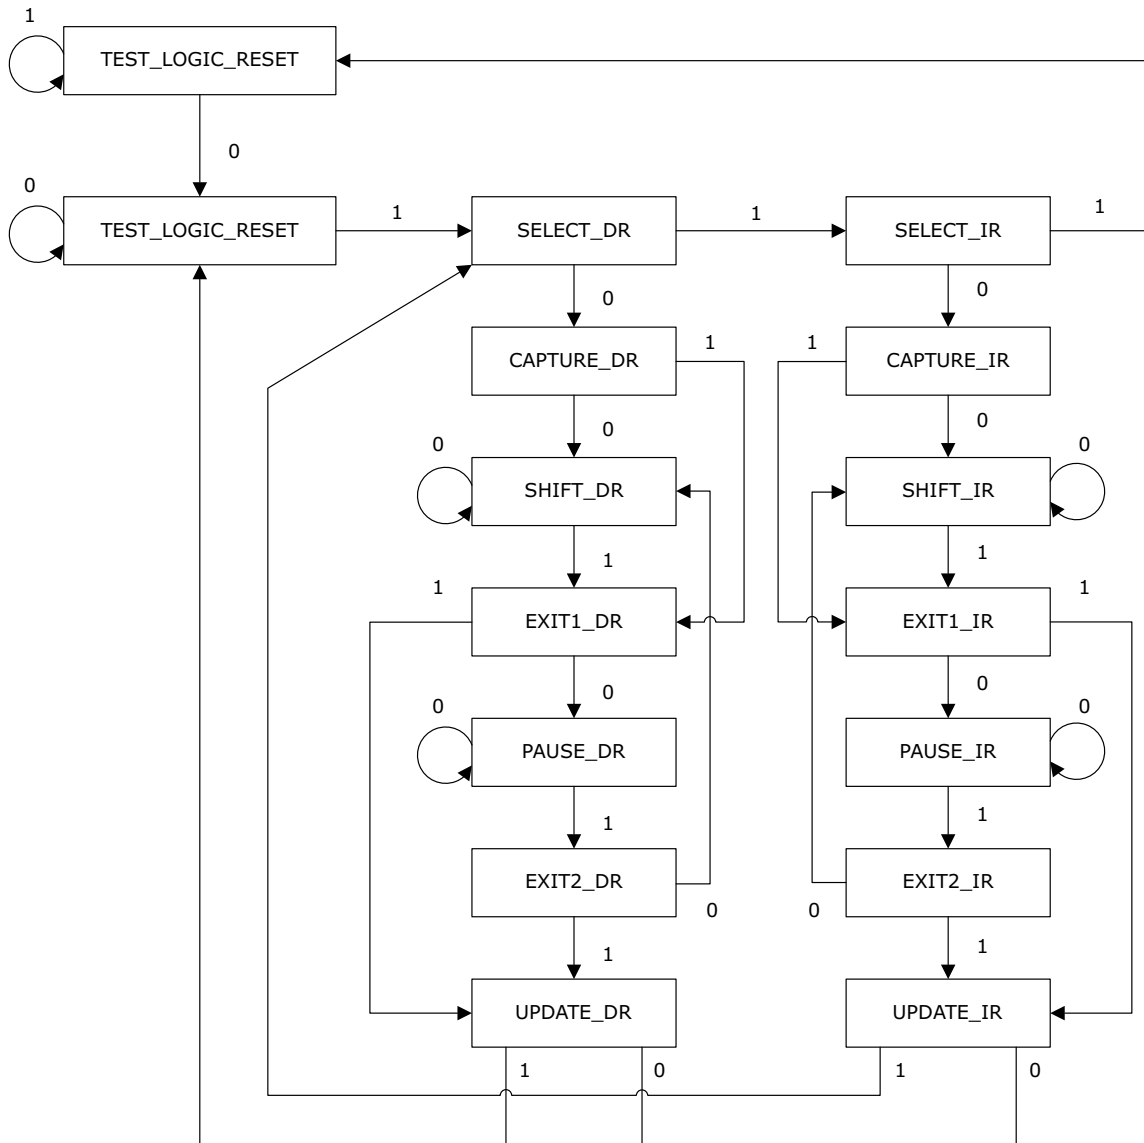 1
TEST_LOGIC_RESET
0
0
TEST_LOGIC_RESET
1
SELECT_DR
1
SELECT_IR
1
0
0
CAPTURE_DR
1
1
CAPTURE_IR
0
0
0
SHIFT_DR
SHIFT_IR
0
1
1
1
EXIT1_DR
EXIT1_IR
1
0
0
0
PAUSE_DR
PAUSE_IR
0
1
1
EXIT2_DR
0
0
EXIT2_IR
1
1
UPDATE_DR
UPDATE_IR
1
0
1
0